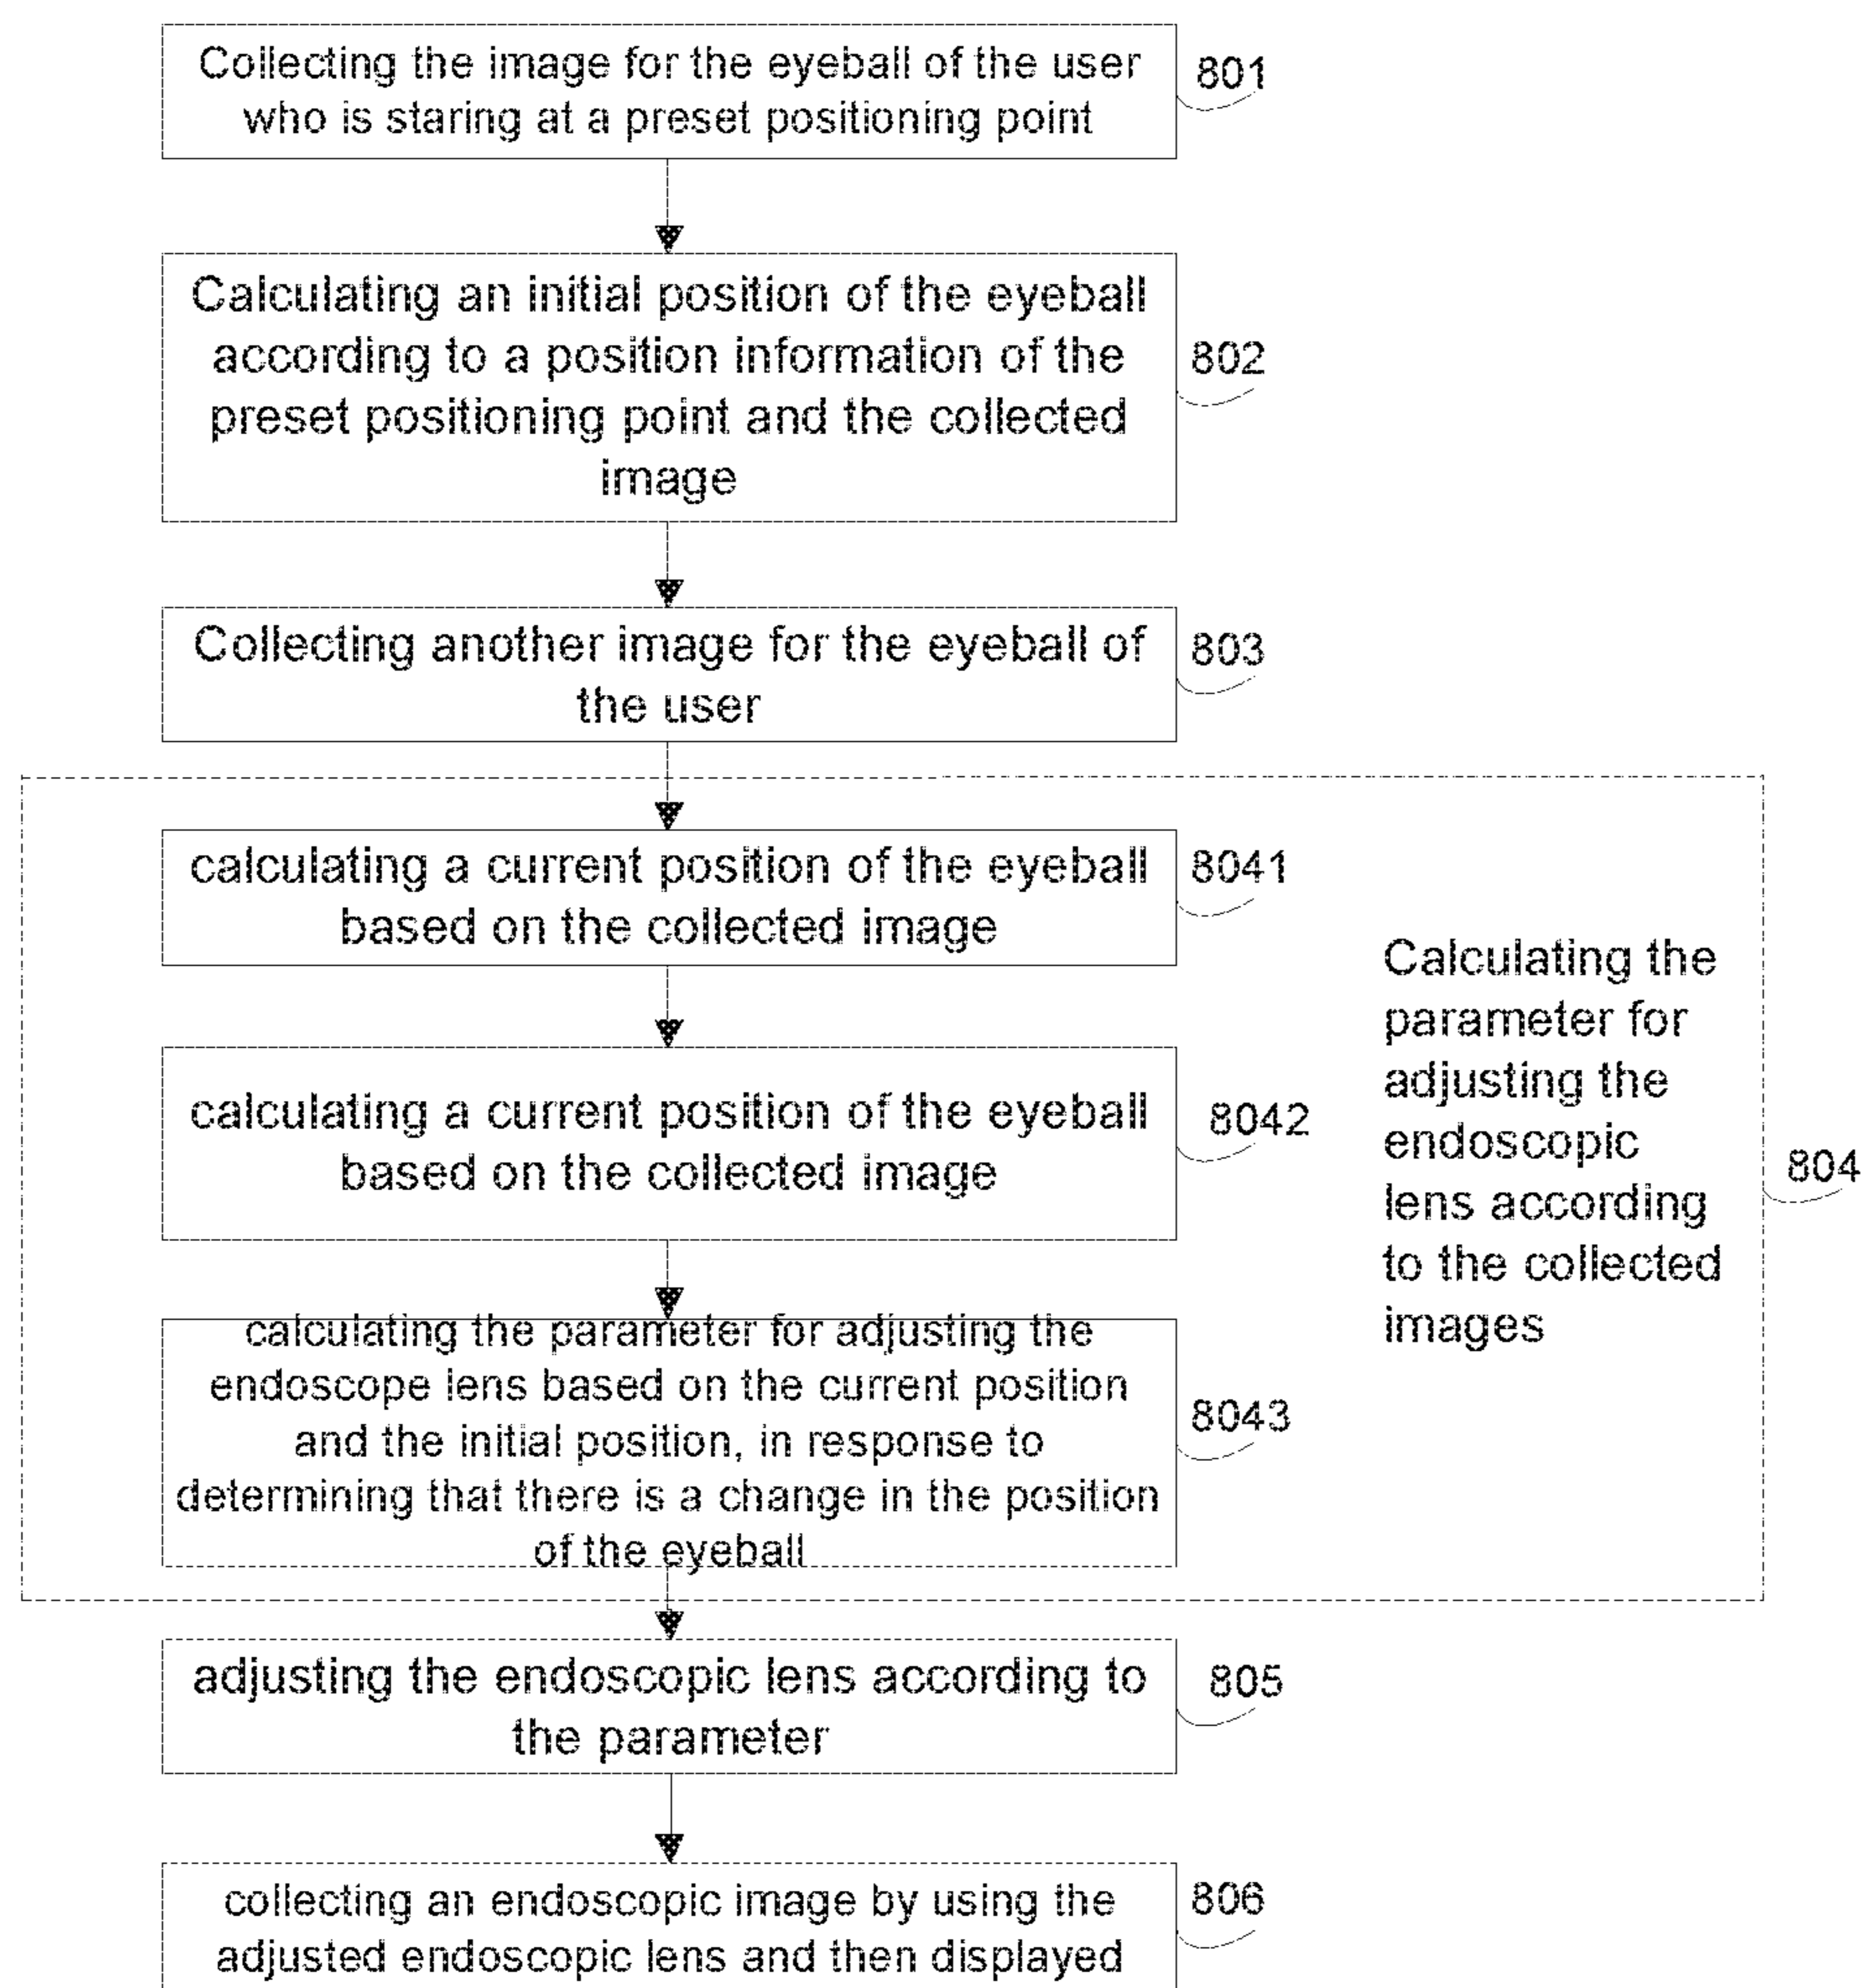 Collecting the image for the eyeball of the user
who is staring at a preset positioning point
801
Calculating an initial position of the eyeball
according to a position information of the
preset positioning point and the collected
image
802
Collecting another image for the eyeball of
the user
803
calculating a current position of the eyeball
based on the collected image
8041
calculating a current position of the eyeball
based on the collected image
8042
calculating the parameter for adjusting the
endoscope lens based on the current position
and the initial position, in response to
determining that there is a change in the position
of the eyeball
8043
Calculating the
parameter for
adjusting the
endoscopic
lens according
to the collected
images
804
adjusting the endoscopic lens according to
the parameter
805
collecting an endoscopic image by using the
adjusted endoscopic lens and then displayed
806